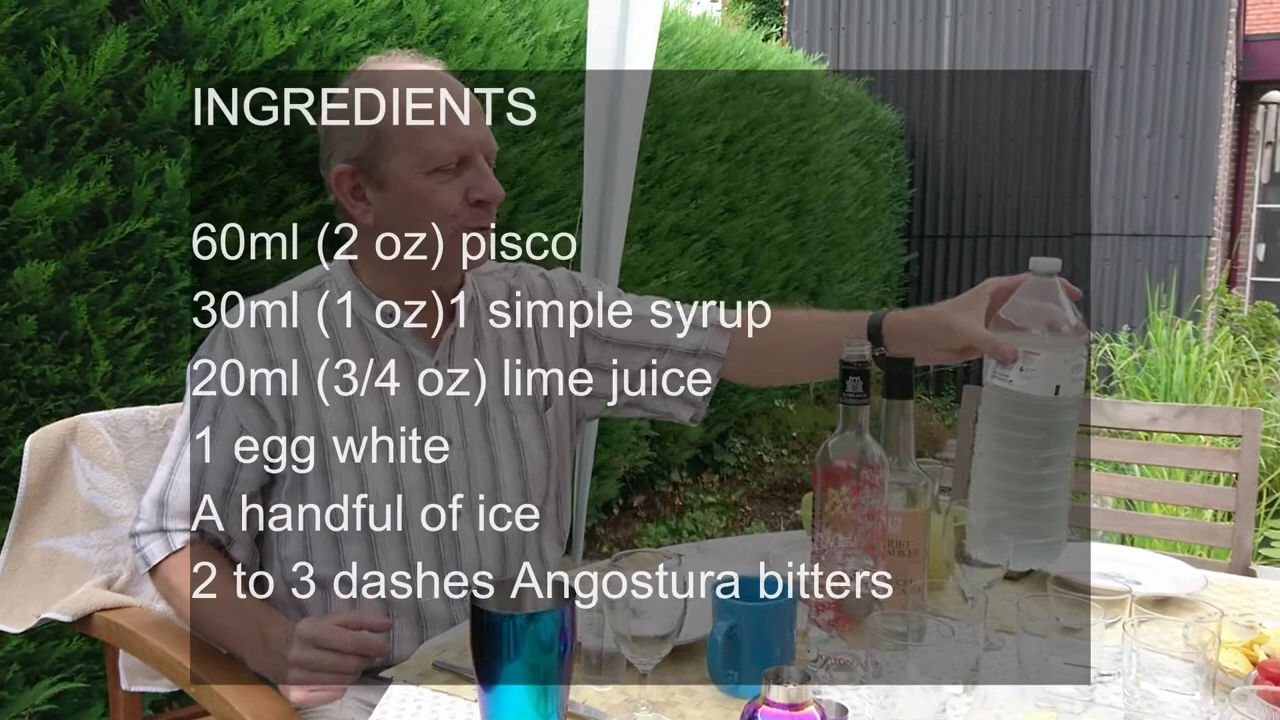 INGREDIENTS
60ml (2 oz) pisco
30ml (1 oz)1 simple syrup
20ml (3/4 oz) lime juice
1 egg white
A handful of ice
2 to 3 dashes Angostura bitters